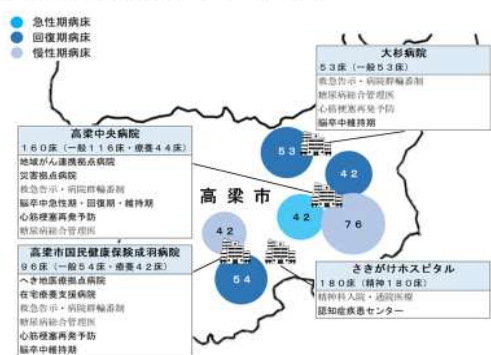 急性期病床
回復期病床
慢性期病床
大杉病院
53床（一般53床）
救急告示・病院群輪番制
糖尿病総合管理医
心筋梗塞再発予防
脳卒中維持期
高梁中央病院
160床（一般116床・療養44床）
地域がん連携拠点病院
災害拠点病院
救急告示・病院群輪番制
脳卒中急性期・回復期・維持期
心筋梗塞再発予防
糖尿病総合管理医
53
42
高梁市
42
76
42
54
高梁市国民健康保険成羽病院
96床（一般54床・療養42床）
へき地医療拠点病院
在宅療養支援病院
救急告示・病院群輪番制
糖尿病総合管理医
心筋梗塞再発予防
脳卒中維持期
さきがけホスピタル
180床（精神180床）
精神科入院・通院医療
認知症疾患センター